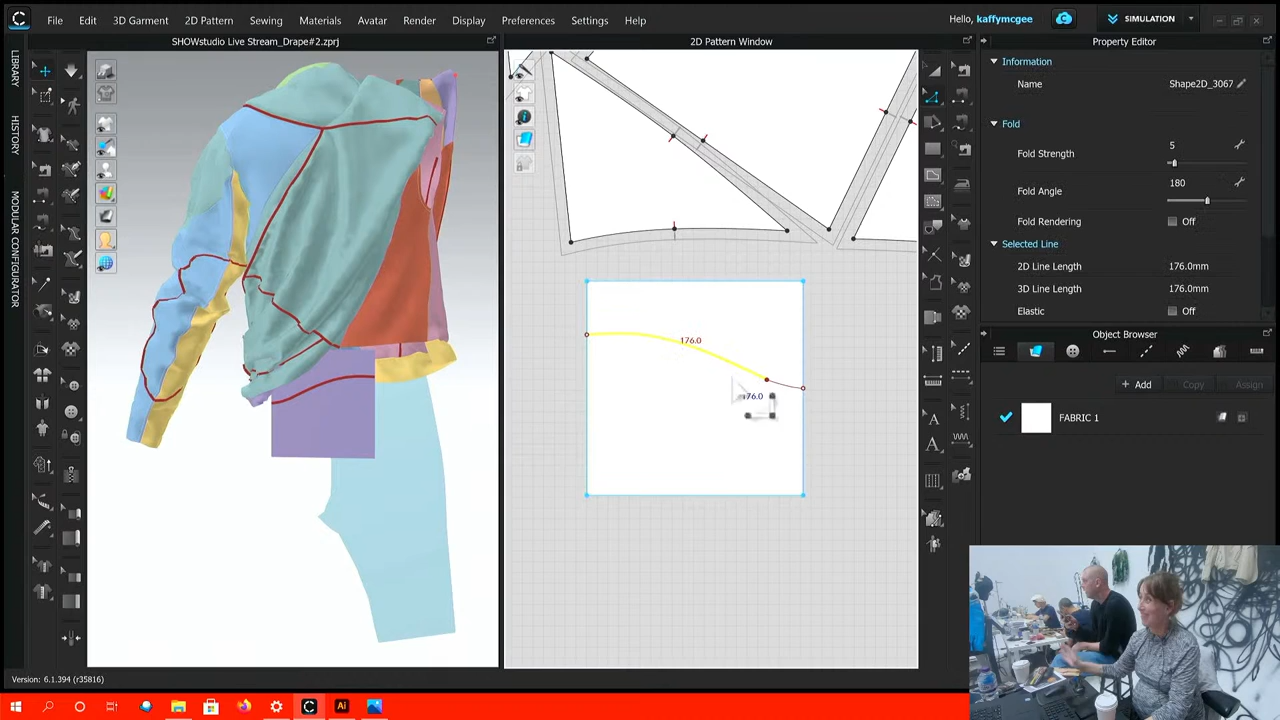 File Edit 3D Garment 2D Pattern Sewing Materials Avatar Render Display Preferences Settings Help
Hello, kaffymcgee
SIMULATION
SHOWstudio Live Stream_Drape#2.zprj
2D Pattern Window
Property Editor
LIBRARY
HISTORY
MODULAR CONFIGURATOR
Information
Name Shape2D_3067
Fold
Fold Strength 5
Fold Angle 180
Fold Rendering Off
Selected Line
2D Line Length 176.0mm
3D Line Length 176.0mm
Elastic Off
176.0
176.0
Object Browser
+ Add Copy Assign
FABRIC 1
Version: 6.1.394 (r35816)
Ai